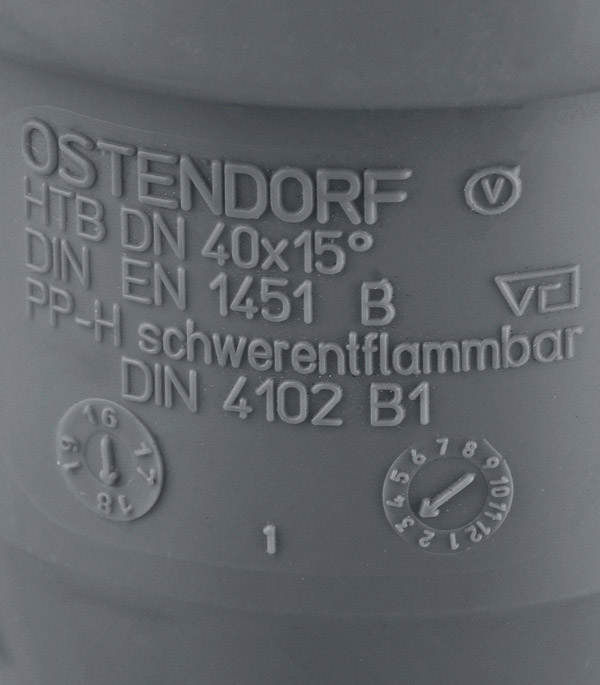 OSTENDORF V
HTB DN 40x15°
DIN EN 1451 B
PP-H schwerentflammbar
DIN 4102 B1
16 17 18 19
1 2 3 4 5 6 7 8 9 10 11 12
1